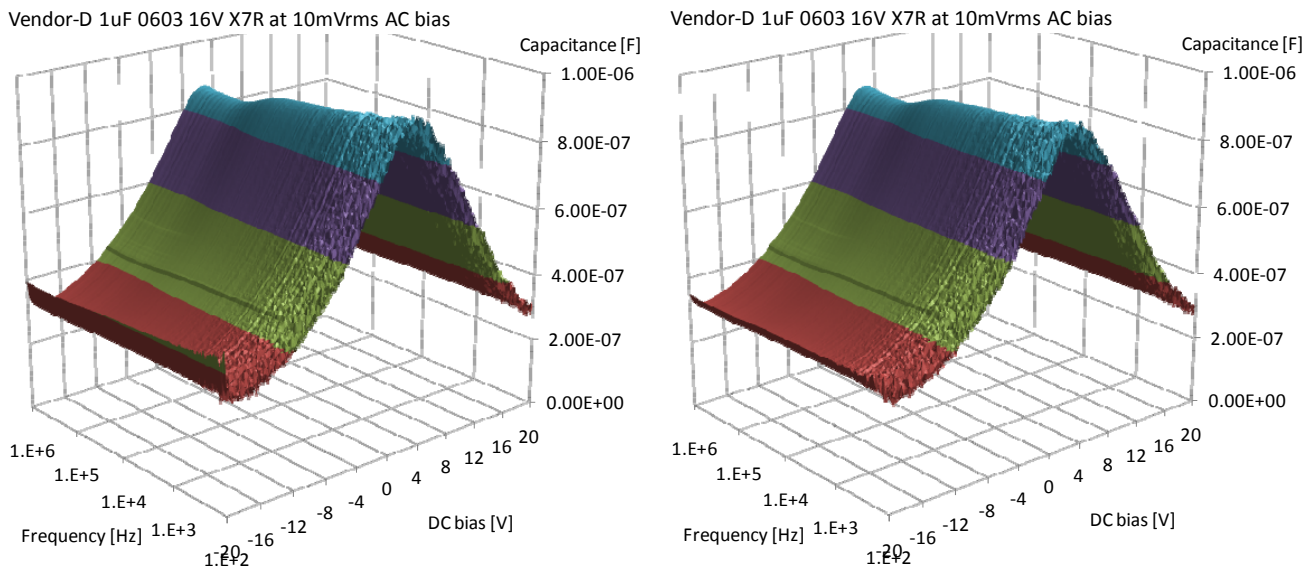 Vendor-D 1uF 0603 16V X7R at 10mVrms AC bias
Capacitance [F]
1.00E-06
8.00E-07
6.00E-07
4.00E-07
2.00E-07
0.00E+00
1.E+6
1.E+5
1.E+4
1.E+3
1.E+2
Frequency [Hz]
-20
-16
-12
-8
-4
0
4
8
12
16
20
DC bias [V]
Vendor-D 1uF 0603 16V X7R at 10mVrms AC bias
Capacitance [F]
1.00E-06
8.00E-07
6.00E-07
4.00E-07
2.00E-07
0.00E+00
1.E+6
1.E+5
1.E+4
1.E+3
1.E+2
Frequency [Hz]
-20
-16
-12
-8
-4
0
4
8
12
16
20
DC bias [V]